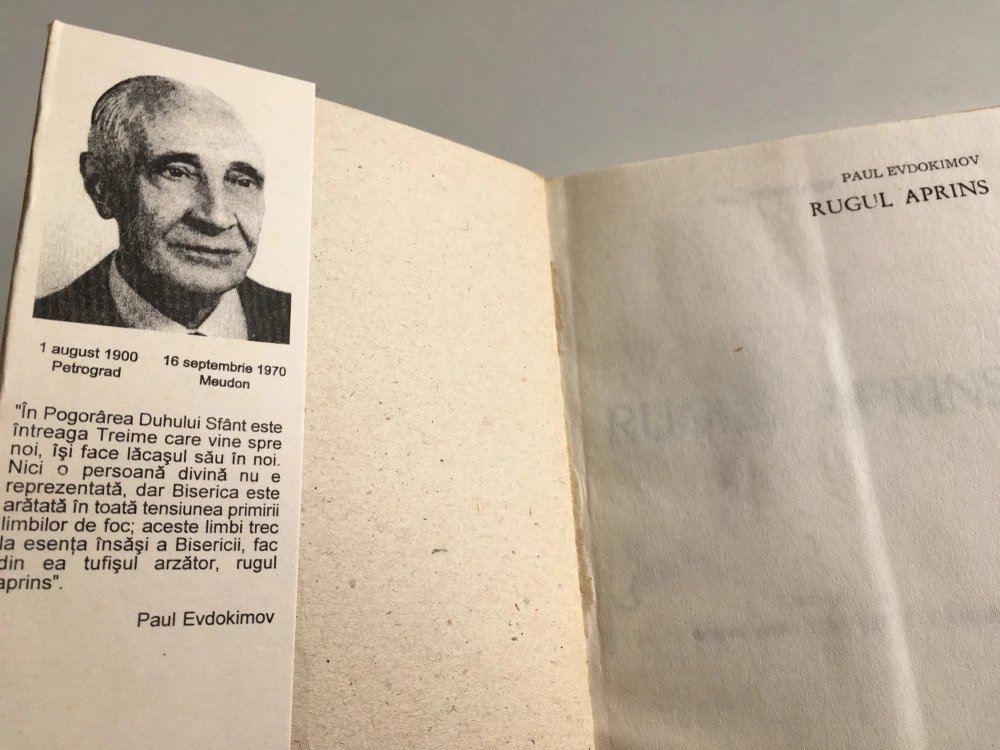 1 august 1900
Petrograd
16 septembrie 1970
Meudon
"În Pogorârea Duhului Sfânt este
întreaga Treime care vine spre
noi, îşi face lăcaşul său în noi.
Nici o persoană divină nu e
reprezentată, dar Biserica este
arătată în toată tensiunea primirii
limbilor de foc; aceste limbi trec
la esenţa însăşi a Bisericii, fac
din ea tufişul arzător, rugul
aprins".
Paul Evdokimov
PAUL EVDOKIMOV
RUGUL APRINS